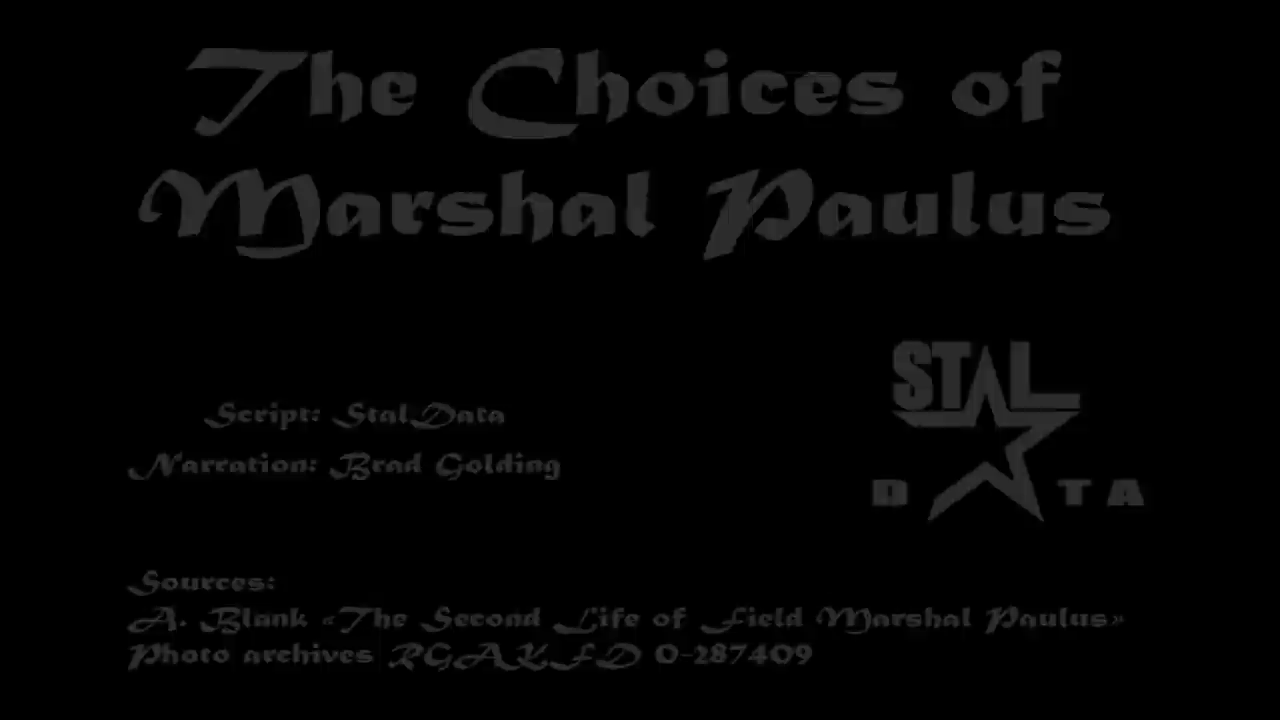 The Choices of
Marshal Paulus
STAL
DATA
Script: StalData
Narration: Brad Golding
Sources:
A. Blank «The Second Life of Field Marshal Paulus»
Photo archives RGAKFD 0-287409